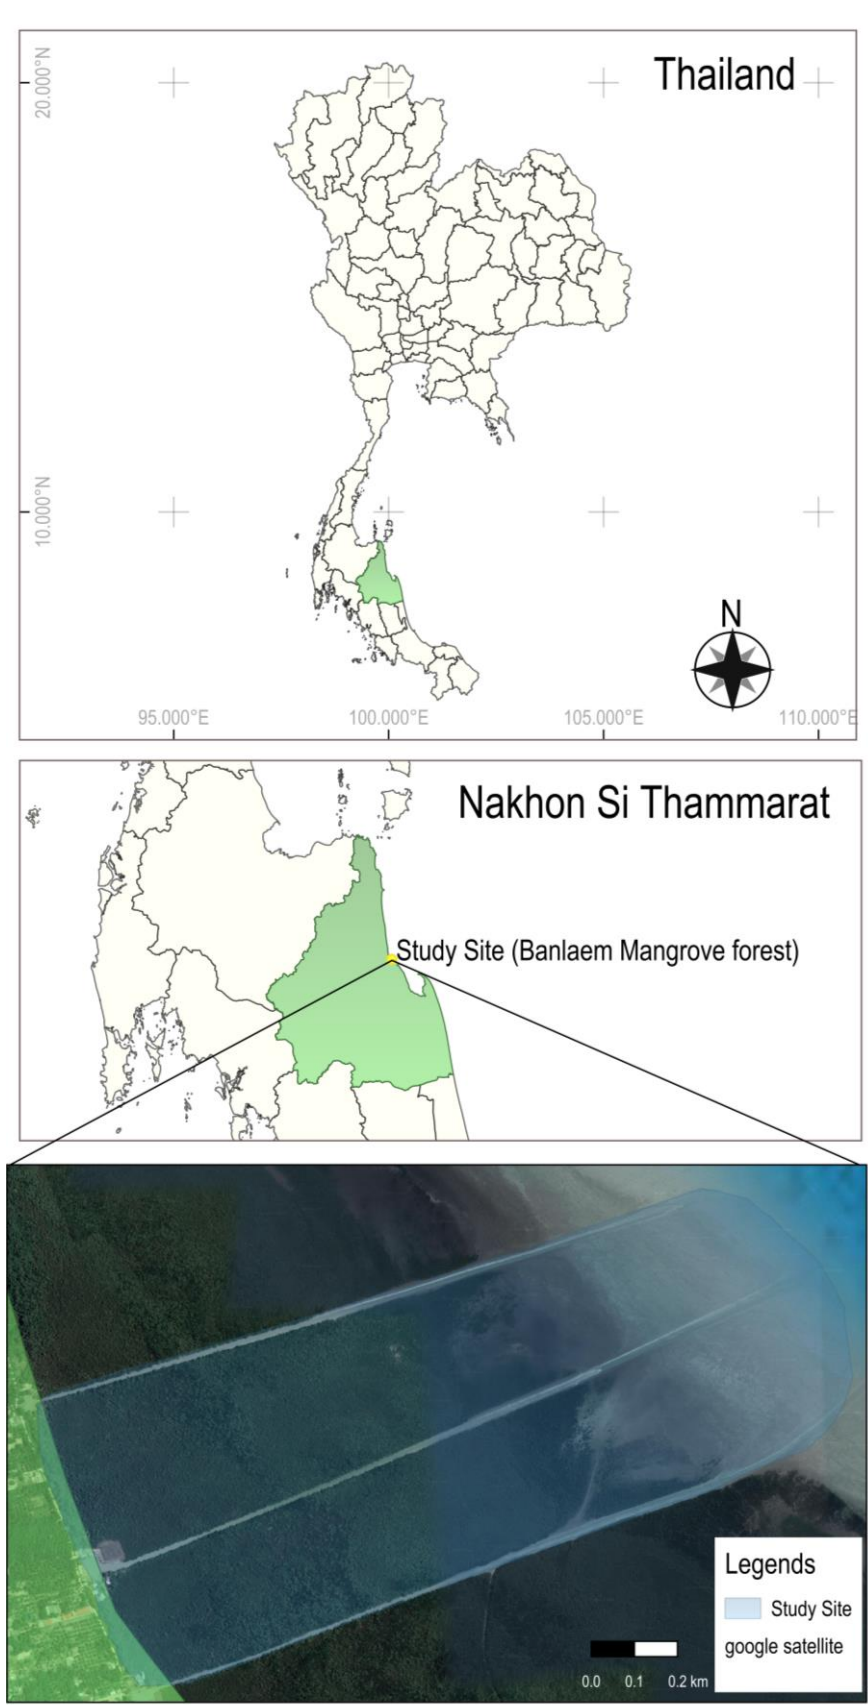 Thailand
20.000°N
10.000°N
N
95.000°E 100.000°E 105.000°E 110.000°E
Nakhon Si Thammarat
Study Site (Banlaem Mangrove forest)
Legends
Study Site
google satellite
0.0 0.1 0.2 km